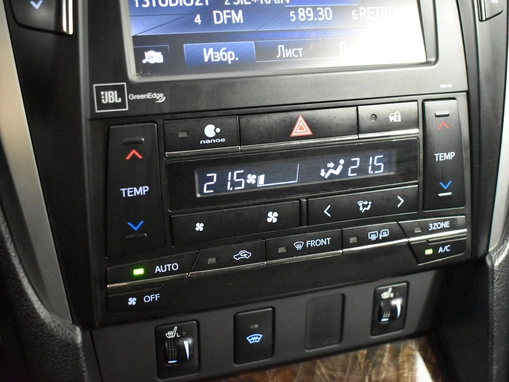 4 DFM 5 89.30 6 RETRO
Избр. Лист
JBL GreenEdge
nanoe
TEMP
TEMP
21.5 21.5
FRONT
3ZONE
AUTO
A/C
OFF